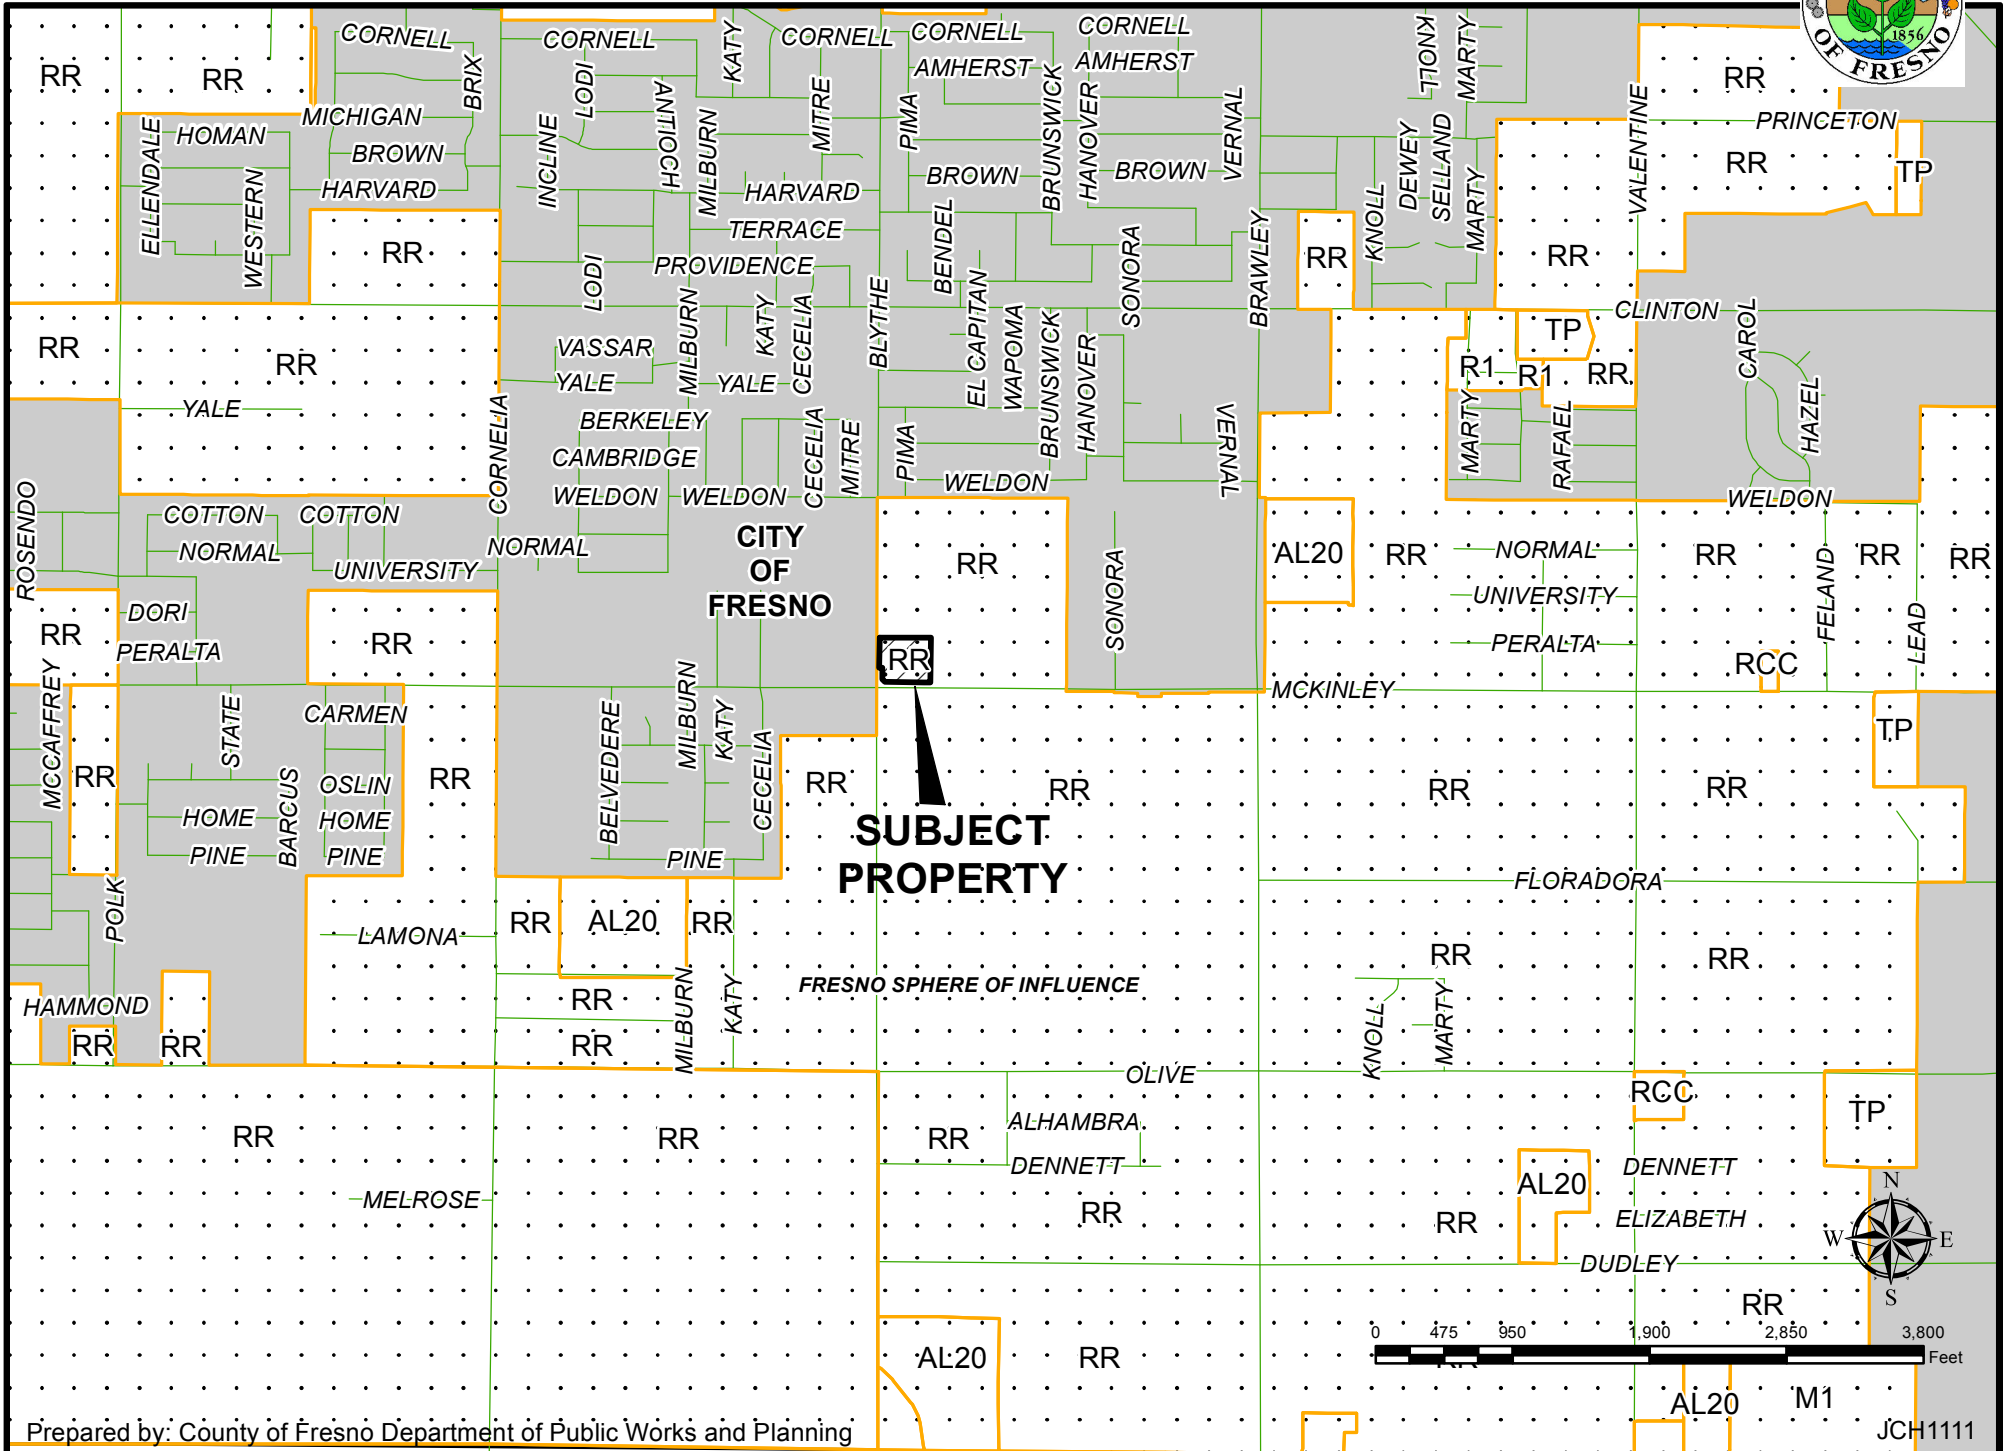 CORNELL
CORNELL
KATY
CORNELL
CORNELL
CORNELL
KNOLL
MARTY
1856
OF FRESNO
RR
RR
BRIX
LODI
ANTIOCH
MITRE
AMHERST
AMHERST
RR
PIMA
BRUNSWICK
HANOVER
VERNAL
VALENTINE
PRINCETON
ELLENDALE
HOMAN
MICHIGAN
BROWN
HARVARD
WESTERN
INCLINE
MILBURN
HARVARD
BROWN
BROWN
KNOLL
DEWEY
SELLAND
MARTY
RR
TP
RR
LODI
TERRACE
PROVIDENCE
BENDEL
SONORA
BRAWLEY
RR
RR
EL CAPITAN
WAPOMA
BRUNSWICK
HANOVER
CLINTON
RR
RR
VASSAR
YALE
MILBURN
KATY
YALE
CECELIA
BLYTHE
R1
TP
R1
RR
CAROL
HAZEL
YALE
CORNELIA
BERKELEY
CAMBRIDGE
WELDON
WELDON
CECELIA
MITRE
PIMA
WELDON
VERNAL
MARTY
RAFAEL
WELDON
ROSENDO
COTTON
COTTON
NORMAL
UNIVERSITY
NORMAL
CITY
OF
FRESNO
RR
SONORA
AL20
RR
NORMAL
UNIVERSITY
PERALTA
RR
FELAND
RR
LEAD
RR
RR
DORI
PERALTA
RR
RR
RCC
MCKINLEY
MCCAFFREY
RR
STATE
CARMEN
BARCUS
OSLIN
HOME
HOME
PINE
PINE
RR
BELVEDERE
MILBURN
KATY
CECELIA
PINE
RR
RR
RR
RR
TP
SUBJECT
PROPERTY
POLK
LAMONA
RR
AL20
RR
FLORADORA
RR
RR
FRESNO SPHERE OF INFLUENCE
HAMMOND
RR
RR
RR
RR
MILBURN
KATY
KNOLL
MARTY
OLIVE
RR
RR
RR
ALHAMBRA
DENNETT
RCC
TP
MELROSE
RR
RR
AL20
DENNETT
ELIZABETH
DUDLEY
N
W
E
S
RR
0 475 950 1,900 2,850 3,800
Feet
AL20
RR
AL20
M1
Prepared by: County of Fresno Department of Public Works and Planning
JCH1111